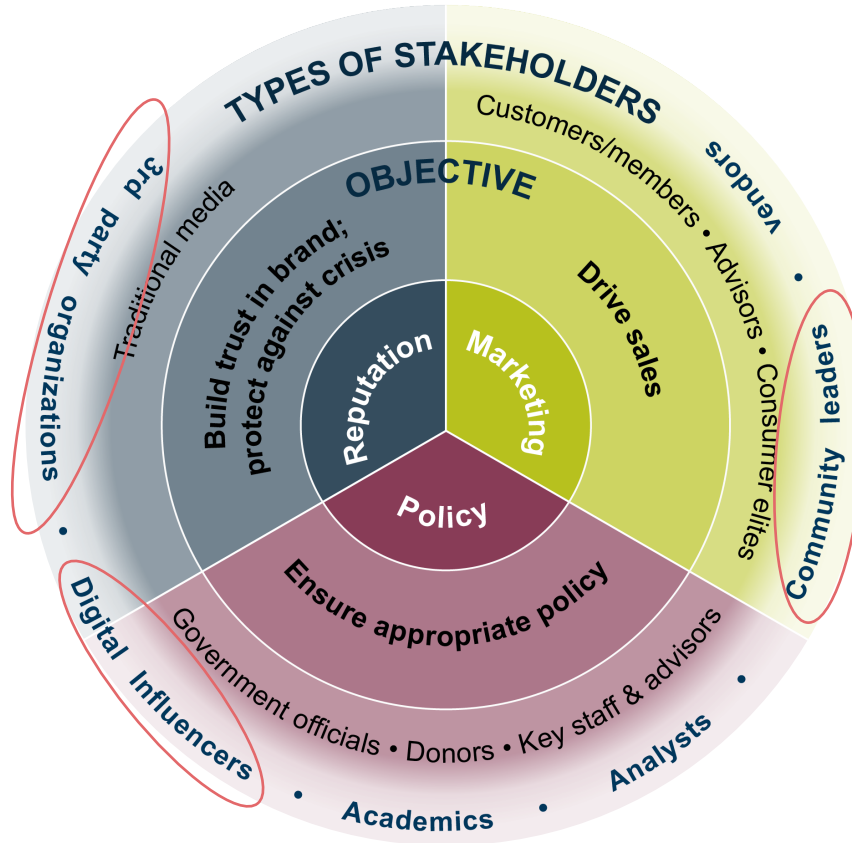 TYPES OF STAKEHOLDERS
OBJECTIVE
Reputation
Marketing
Policy
Build trust in brand;
protect against crisis
Drive sales
Ensure appropriate policy
Traditional media
Customers/members • Advisors • Consumer elites
Government officials • Donors • Key staff & advisors
3rd party organizations •
vendors •
Community leaders
Digital Influencers • Academics • Analysts •